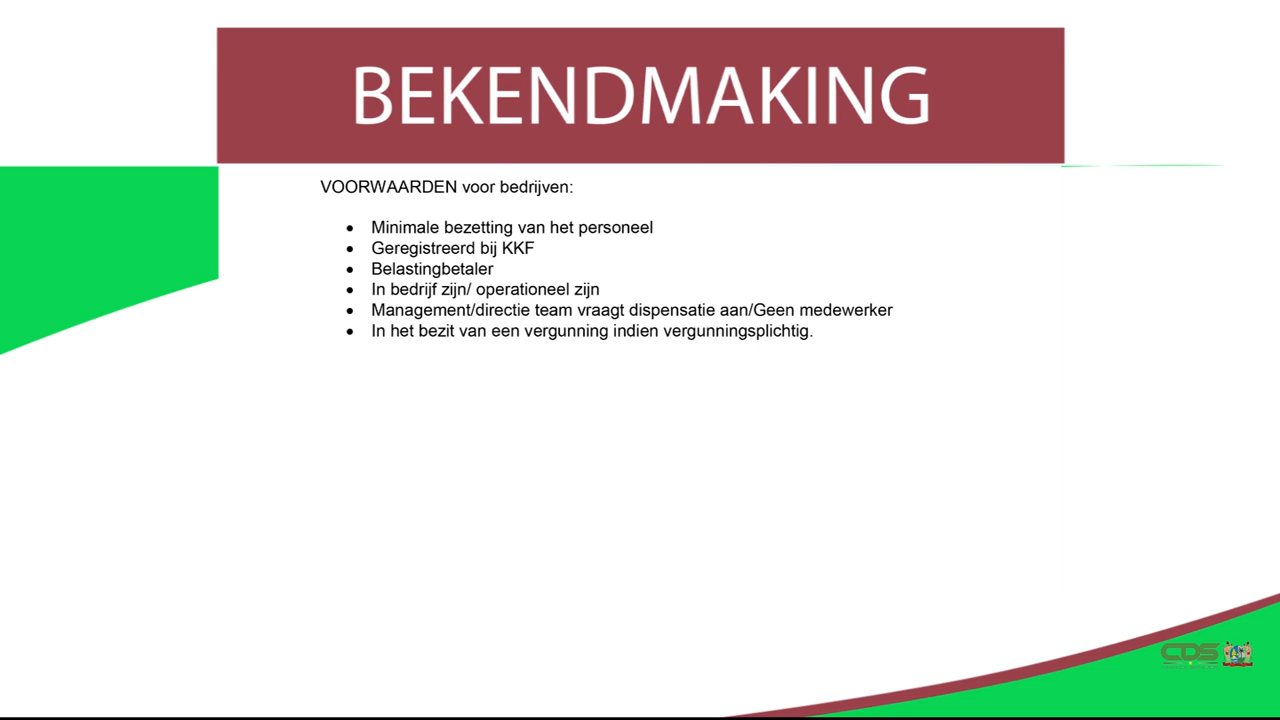 BEKENDMAKING
VOORWAARDEN voor bedrijven:
• Minimale bezetting van het personeel
• Geregistreerd bij KKF
• Belastingbetaler
• In bedrijf zijn/ operationeel zijn
• Management/directie team vraagt dispensatie aan/Geen medewerker
• In het bezit van een vergunning indien vergunningsplichtig.
CDS